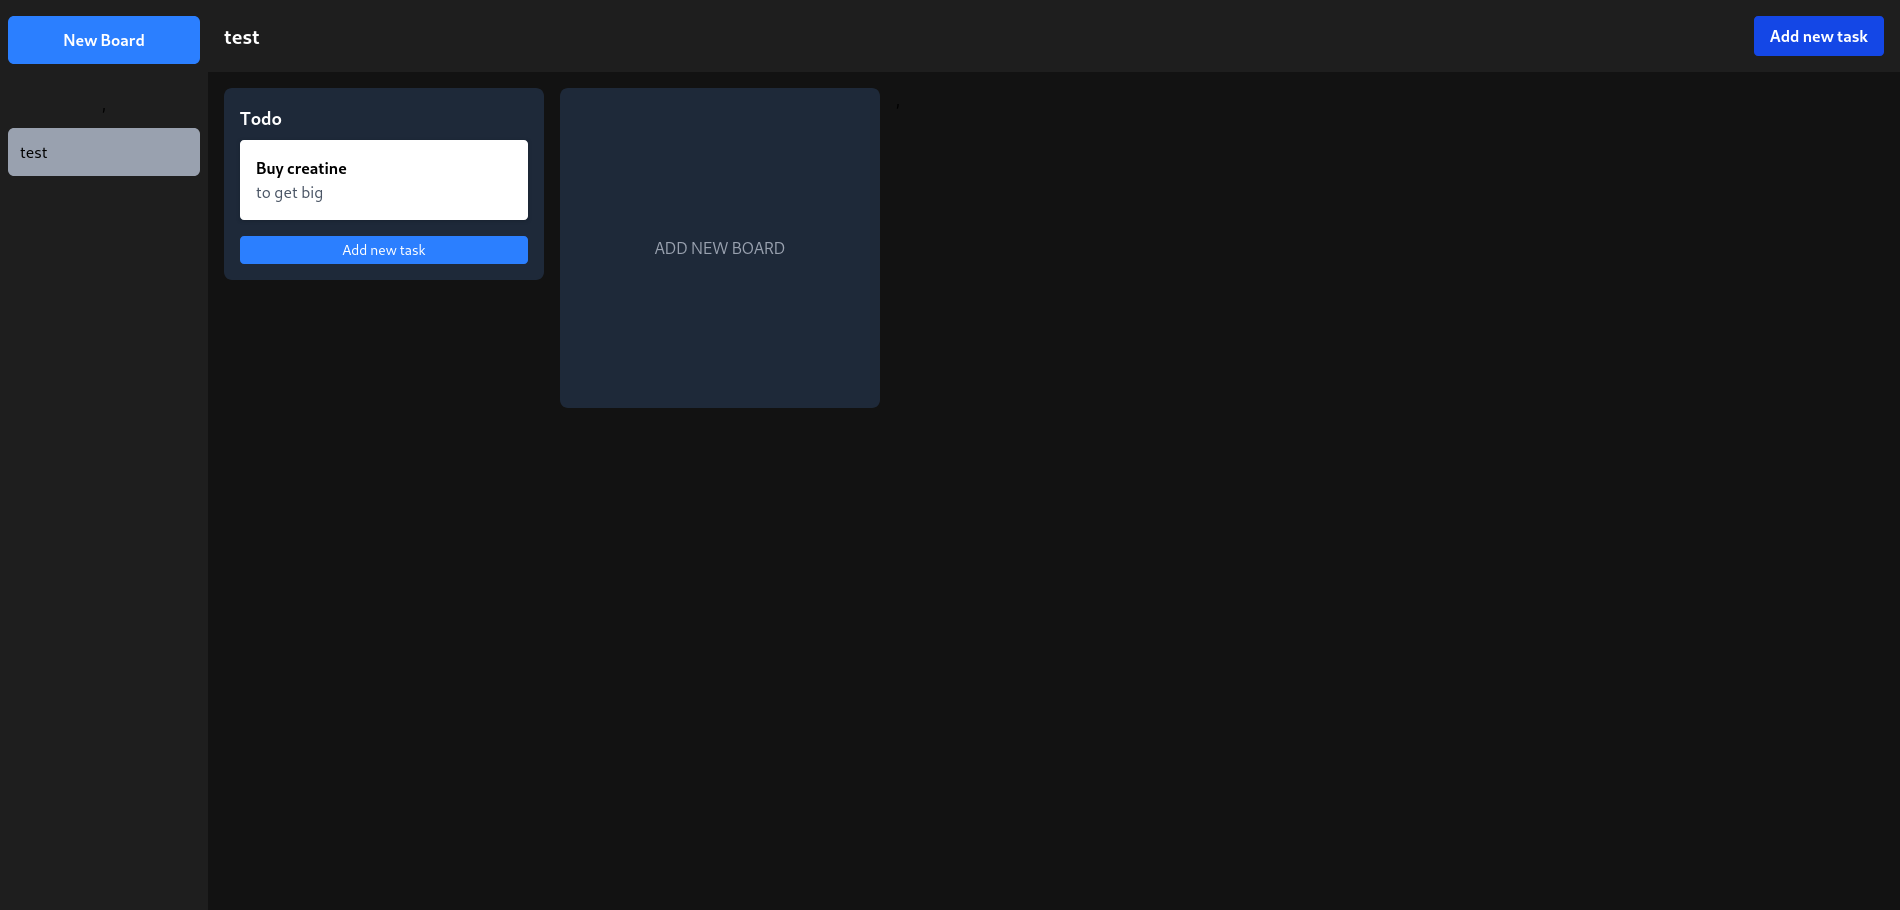 New Board
,
test
test
Add new task
Todo
Buy creatine
to get big
Add new task
ADD NEW BOARD
,